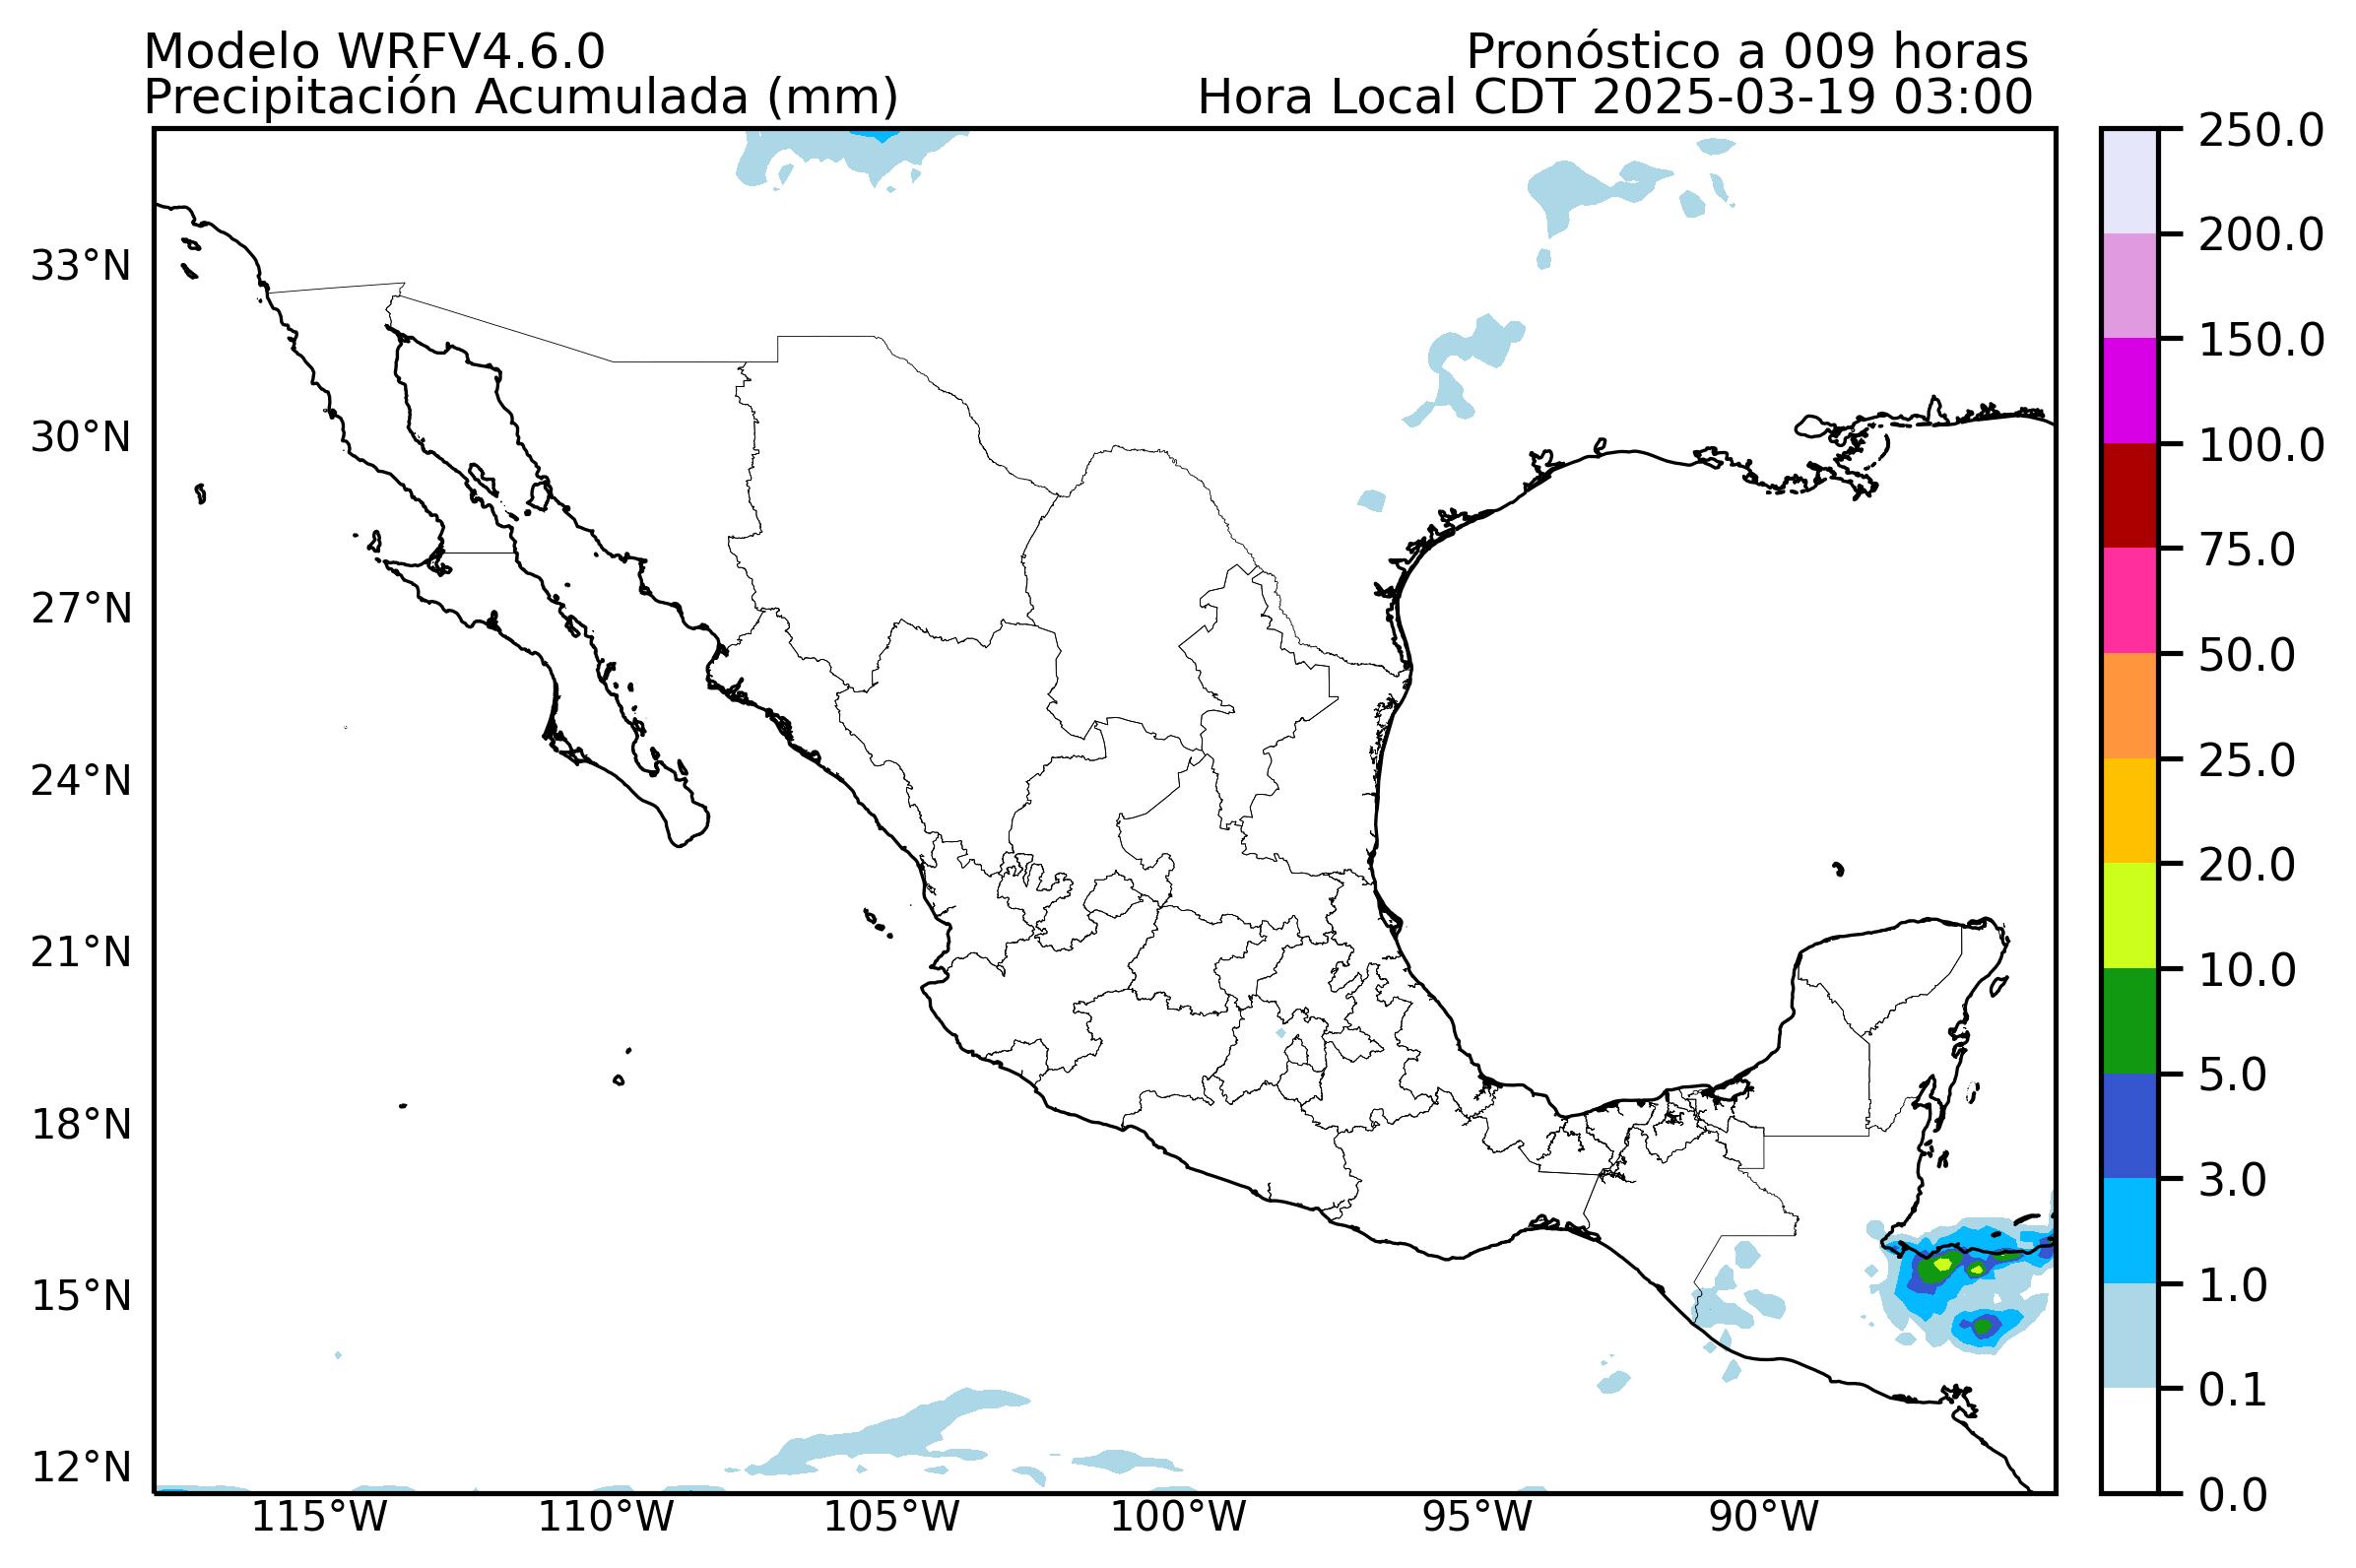 Modelo WRFV4.6.0
Pronóstico a 009 horas
Precipitación Acumulada (mm)
Hora Local CDT 2025-03-19 03:00
33°N
30°N
27°N
24°N
21°N
18°N
15°N
12°N
115°W
110°W
105°W
100°W
95°W
90°W
250.0
200.0
150.0
100.0
75.0
50.0
25.0
20.0
10.0
5.0
3.0
1.0
0.1
0.0